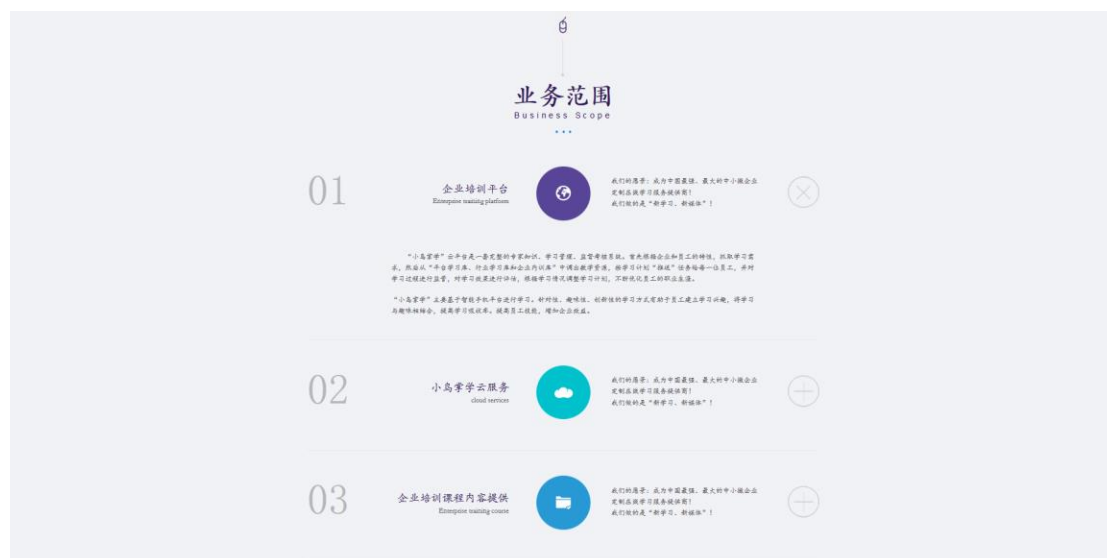 业务范围
Business Scope
01
企业培训平台
Enterprise training platform
我们的愿景：成为中国最强、最大的中小微企业
定制在线学习服务提供商！
我们做的是“新学习、新媒体”！
“小鸟掌学”云平台是一套完整的专家知识、学习管理、监督考核系统。首先根据企业和员工的特性，抓取学习需
求，然后从“平台学习库、行业学习库和企业内训库”中调出教学资源，按学习计划“推送”任务给每一位员工，并对
学习过程进行监督，对学习效果进行评估，根据学习情况调整学习计划，不断优化员工的职业生涯。
“小鸟掌学”主要基于智能手机平台进行学习。针对性、趣味性、创新性的学习方式有助于员工建立学习兴趣，将学习
与趣味相结合，提高学习吸收率。提高员工技能，增加企业效益。
02
小鸟掌学云服务
cloud services
我们的愿景：成为中国最强、最大的中小微企业
定制在线学习服务提供商！
我们做的是“新学习、新媒体”！
03
企业培训课程内容提供
Enterprise training course
我们的愿景：成为中国最强、最大的中小微企业
定制在线学习服务提供商！
我们做的是“新学习、新媒体”！